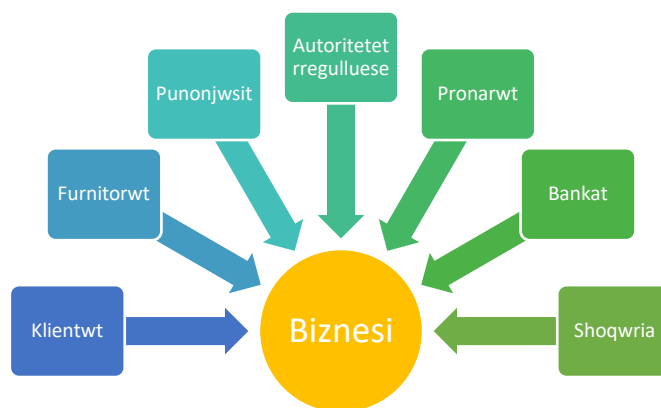 Autoritetet
rregulluese
Punonjwsit
Pronarwt
Furnitorwt
Bankat
Klientwt
Biznesi
Shoqwria